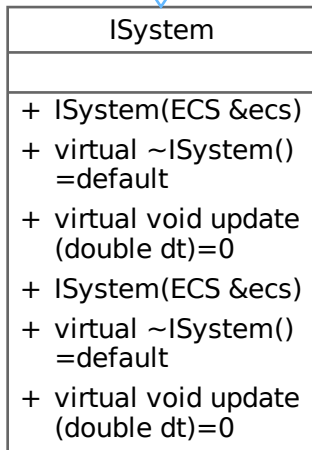 ISystem
+ ISystem(ECS &ecs)
+ virtual ~ISystem()
=default
+ virtual void update
(double dt)=0
+ ISystem(ECS &ecs)
+ virtual ~ISystem()
=default
+ virtual void update
(double dt)=0